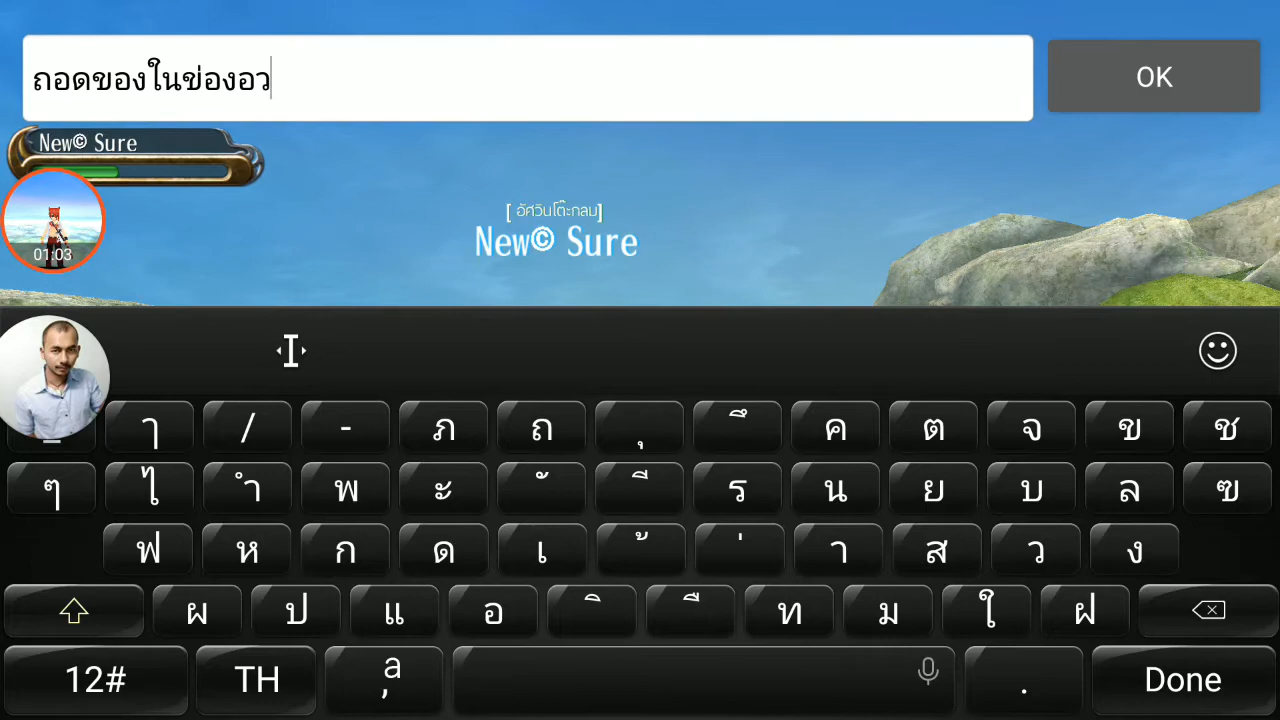 ถอดของในข่องอว
OK
New© Sure
01:03
[ อัศวินโต๊ะกลม]
New© Sure
ๅ / - ภ ถ ุ ึ ค ต จ ข ช
ๆ ไ ำ พ ะ ั ี ร น ย บ ล ฃ
ฟ ห ก ด เ ้ ่ า ส ว ง
ผ ป แ อ ิ ื ท ม ใ ฝ
12# TH , a . Done